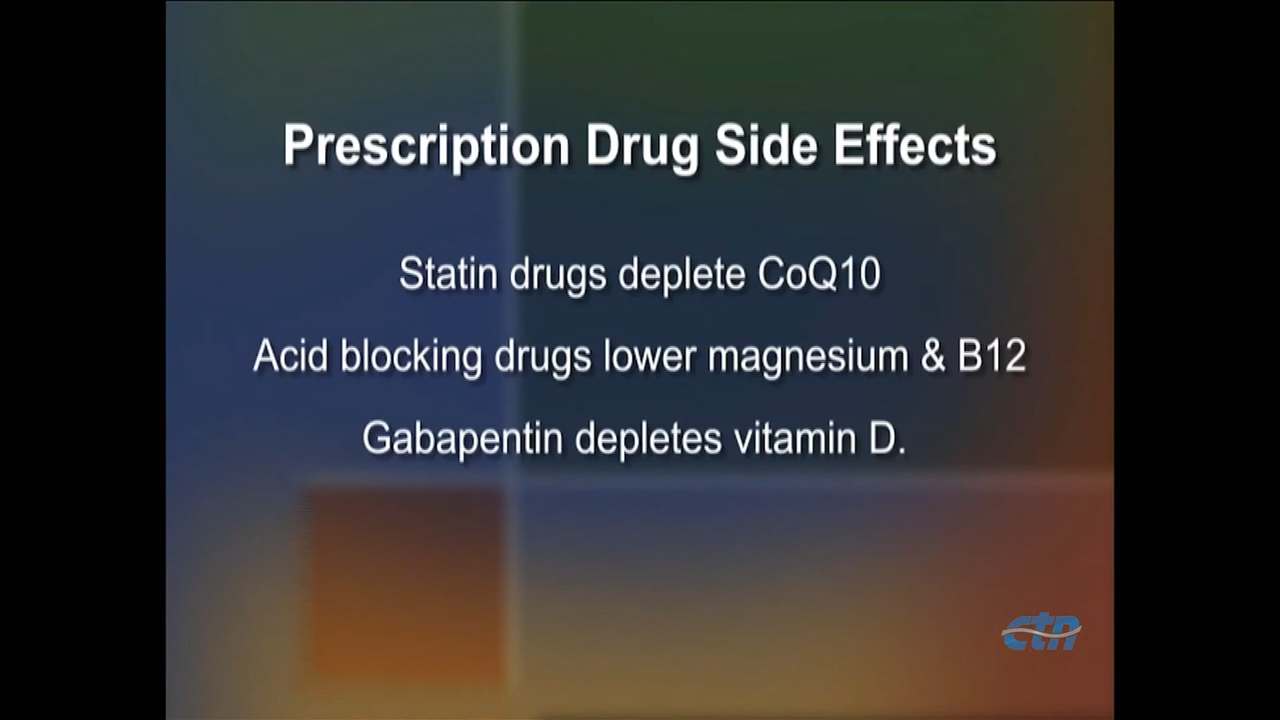 Prescription Drug Side Effects
Statin drugs deplete CoQ10
Acid blocking drugs lower magnesium & B12
Gabapentin depletes vitamin D.
ctn